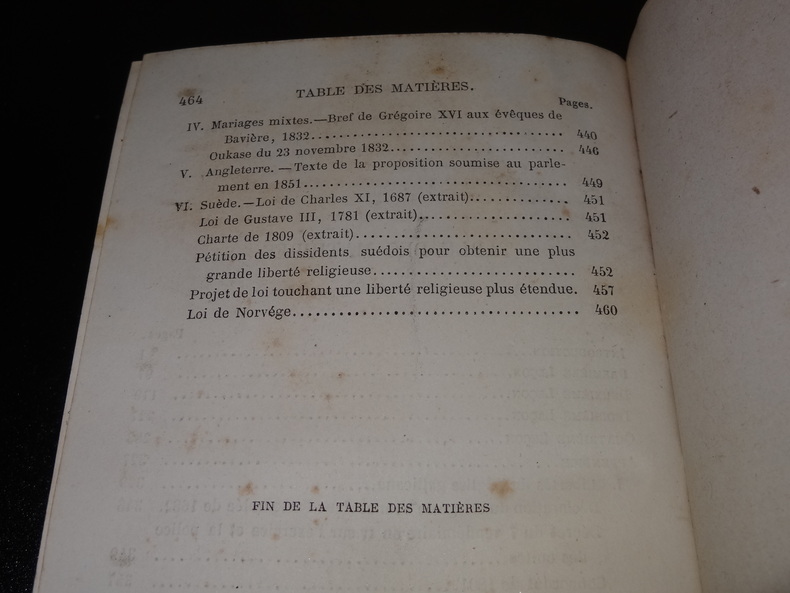 464 TABLE DES MATIÈRES.
Pages.
IV. Mariages mixtes.—Bref de Grégoire XVI aux évêques de
Bavière, 1832........................ 440
Oukase du 23 novembre 1832........................ 446
V. Angleterre. — Texte de la proposition soumise au parle-
ment en 1851........................ 449
VI. Suède.—Loi de Charles XI, 1687 (extrait)............. 451
Loi de Gustave III, 1781 (extrait)................... 451
Charte de 1809 (extrait)........................ 452
Pétition des dissidents suédois pour obtenir une plus
grande liberté religieuse........................ 452
Projet de loi touchant une liberté religieuse plus étendue. 457
Loi de Norvége........................ 460
FIN DE LA TABLE DES MATIÈRES